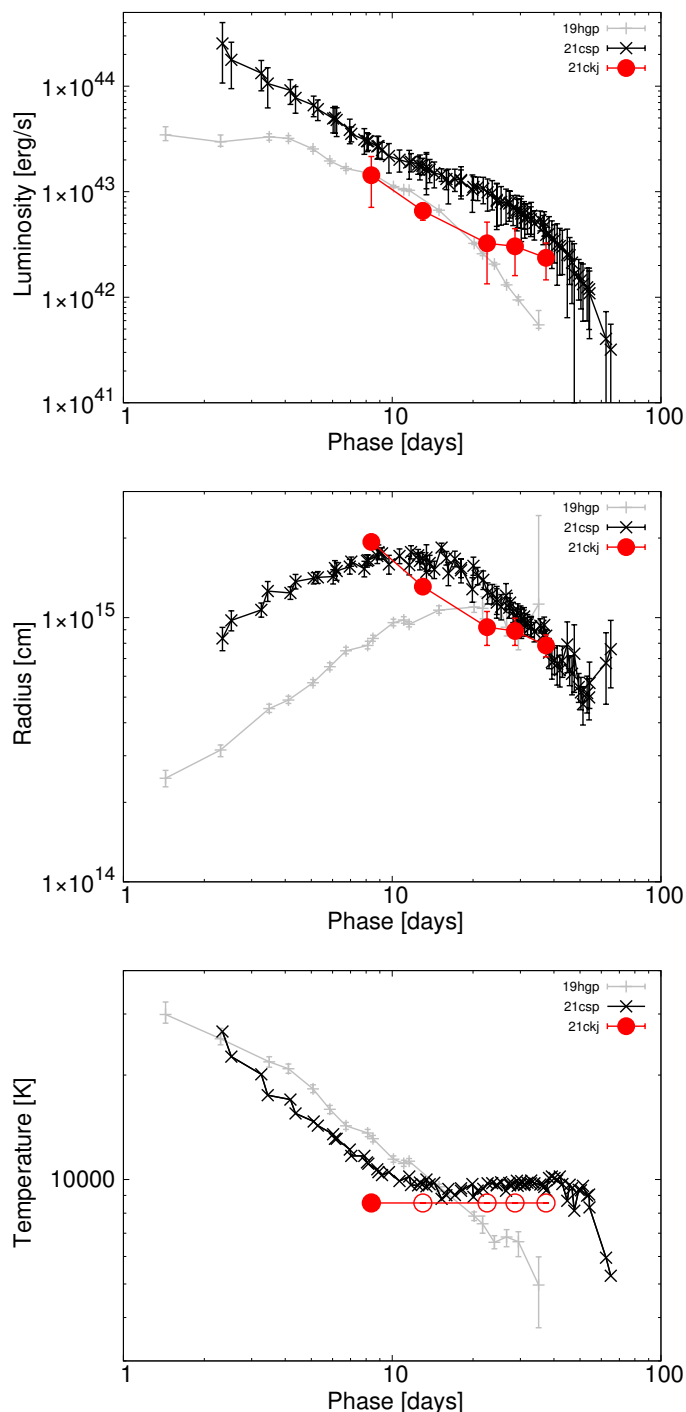 19hgp
21csp
21ckj
1×10^44
1×10^43
1×10^42
1×10^41
Luminosity [erg/s]
1 10 100
Phase [days]
19hgp
21csp
21ckj
1×10^15
1×10^14
Radius [cm]
1 10 100
Phase [days]
19hgp
21csp
21ckj
10000
Temperature [K]
1 10 100
Phase [days]